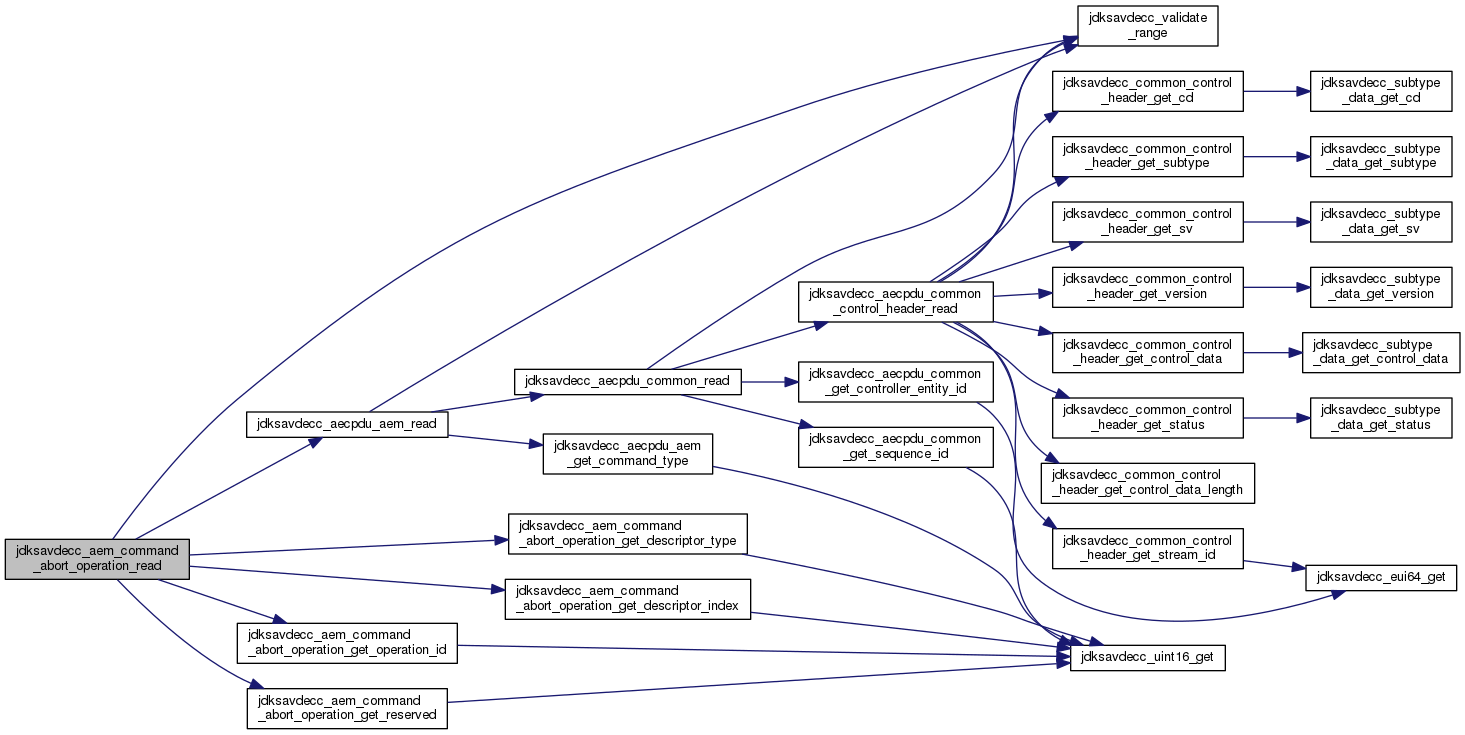 jdksavdecc_validate
_range
jdksavdecc_common_control
_header_get_cd
jdksavdecc_subtype
_data_get_cd
jdksavdecc_common_control
_header_get_subtype
jdksavdecc_subtype
_data_get_subtype
jdksavdecc_common_control
_header_get_sv
jdksavdecc_subtype
_data_get_sv
jdksavdecc_aecpdu_common
_control_header_read
jdksavdecc_common_control
_header_get_version
jdksavdecc_subtype
_data_get_version
jdksavdecc_common_control
_header_get_control_data
jdksavdecc_subtype
_data_get_control_data
jdksavdecc_aecpdu_common_read
jdksavdecc_aecpdu_common
_get_controller_entity_id
jdksavdecc_common_control
_header_get_status
jdksavdecc_subtype
_data_get_status
jdksavdecc_aecpdu_aem_read
jdksavdecc_aecpdu_aem
_get_command_type
jdksavdecc_aecpdu_common
_get_sequence_id
jdksavdecc_common_control
_header_get_control_data_length
jdksavdecc_aem_command
_abort_operation_read
jdksavdecc_aem_command
_abort_operation_get_descriptor_type
jdksavdecc_common_control
_header_get_stream_id
jdksavdecc_eui64_get
jdksavdecc_aem_command
_abort_operation_get_descriptor_index
jdksavdecc_aem_command
_abort_operation_get_operation_id
jdksavdecc_uint16_get
jdksavdecc_aem_command
_abort_operation_get_reserved